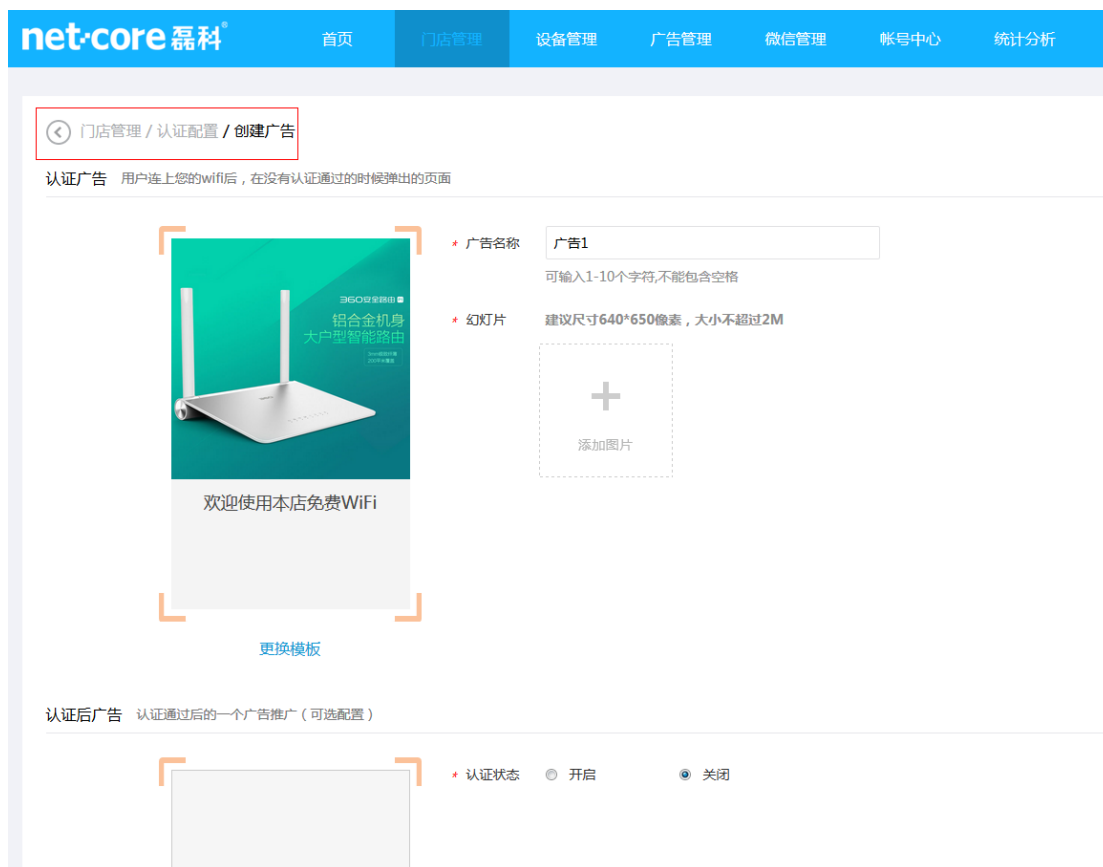 net·core 磊科® 首页 门店管理 设备管理 广告管理 微信管理 帐号中心 统计分析
门店管理 / 认证配置 / 创建广告
认证广告 用户连上您的wifi后，在没有认证通过的时候弹出的页面
* 广告名称 广告1
可输入1-10个字符,不能包含空格
* 幻灯片 建议尺寸640*650像素，大小不超过2M
添加图片
360安全路由
铝合金机身
大户型智能路由
欢迎使用本店免费WiFi
更换模板
认证后广告 认证通过后的一个广告推广（可选配置）
* 认证状态 开启 关闭